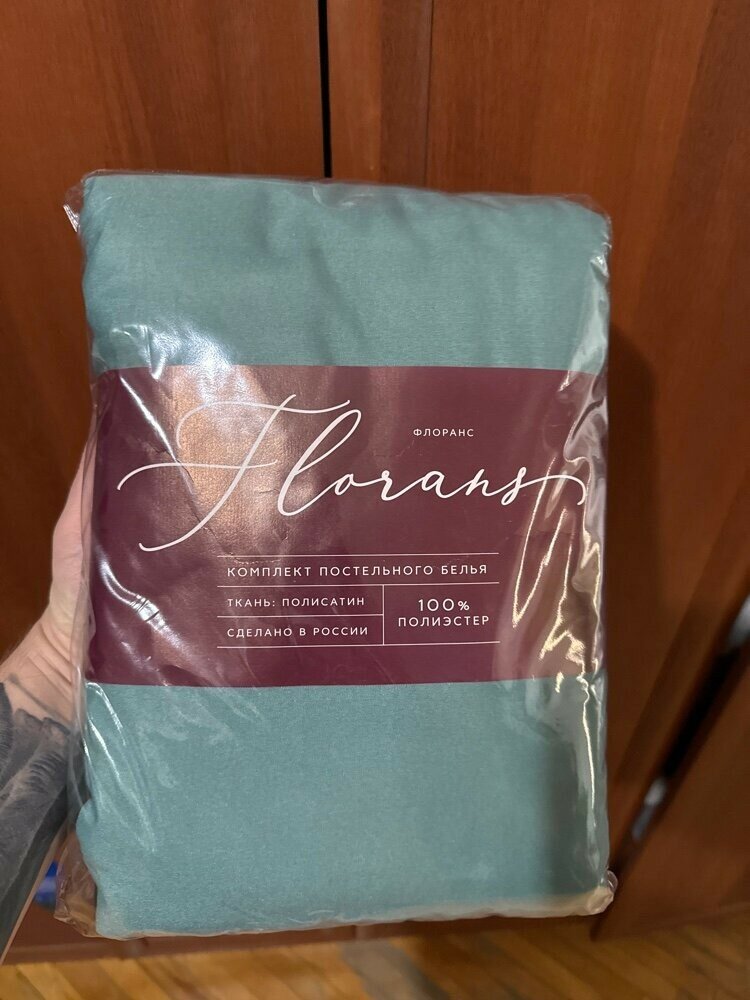 ФЛОРАНС
Florans
КОМПЛЕКТ ПОСТЕЛЬНОГО БЕЛЬЯ
ТКАНЬ: ПОЛИСАТИН
СДЕЛАНО В РОССИИ
100%
ПОЛИЭСТЕР